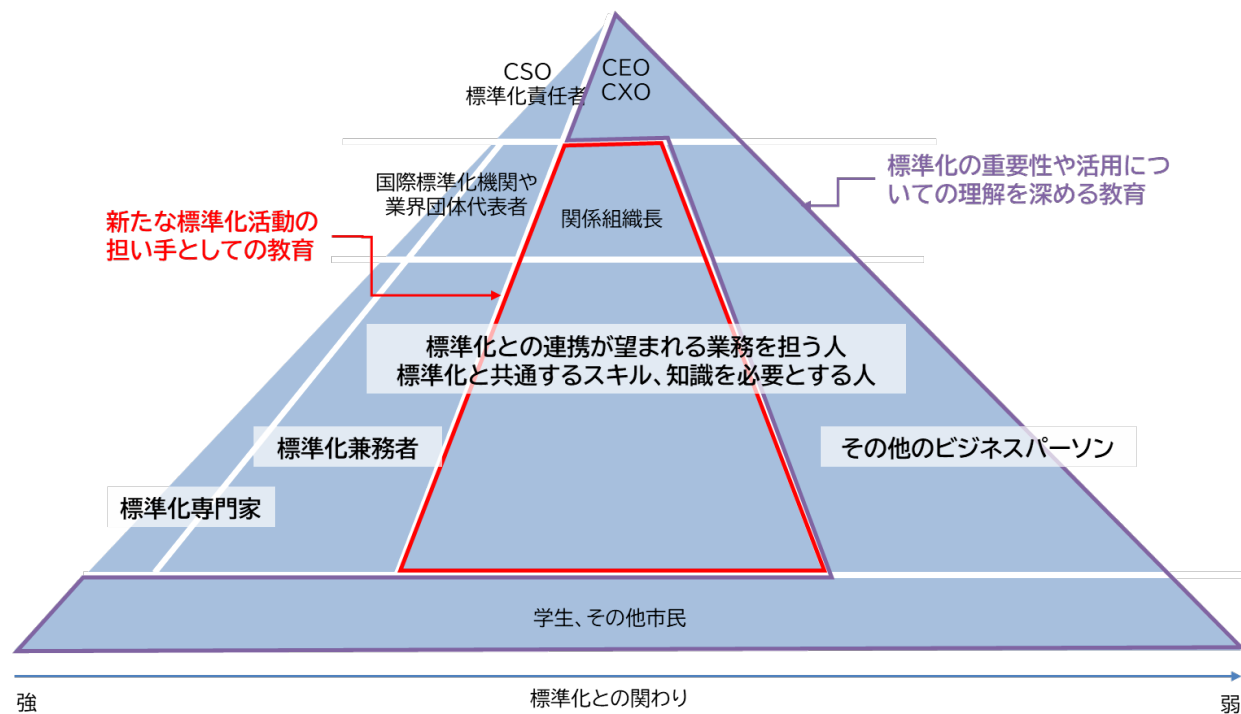 CSO
標準化責任者
CEO
CXO
国際標準化機関や
業界団体代表者
関係組織長
標準化の重要性や活用につ
いての理解を深める教育
新たな標準化活動の
担い手としての教育
標準化との連携が望まれる業務を担う人
標準化と共通するスキル、知識を必要とする人
標準化兼務者
その他のビジネスパーソン
標準化専門家
学生、その他市民
強
標準化との関わり
弱